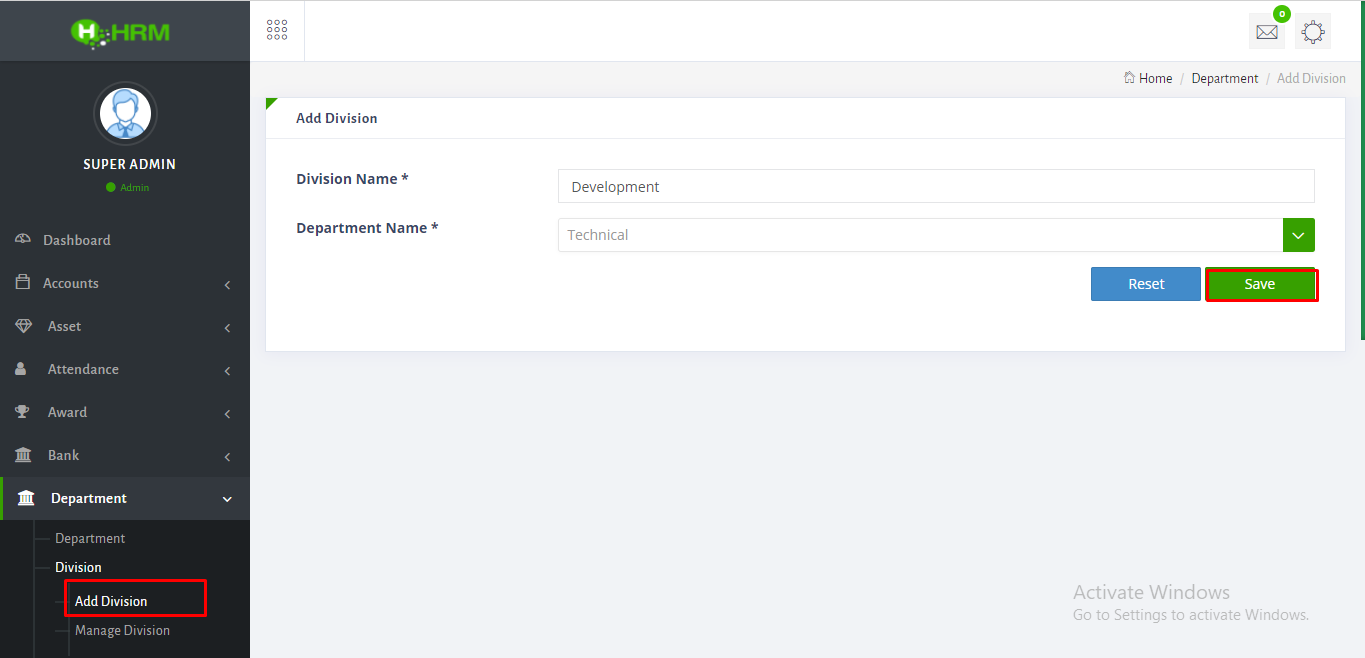 HRM
0
Home / Department / Add Division
SUPER ADMIN
Admin
Dashboard
Accounts
Asset
Attendance
Award
Bank
Department
Department
Division
Add Division
Manage Division
Add Division
Division Name *
Development
Department Name *
Technical
Reset
Save
Activate Windows
Go to Settings to activate Windows.